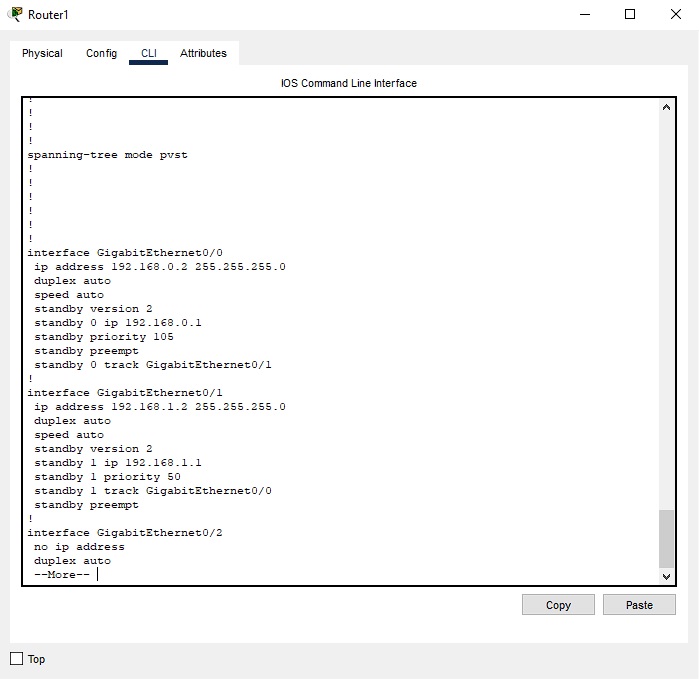 Router1
Physical Config CLI Attributes
IOS Command Line Interface
!
!
!
!
spanning-tree mode pvst
!
!
!
!
!
!
interface GigabitEthernet0/0
 ip address 192.168.0.2 255.255.255.0
 duplex auto
 speed auto
 standby version 2
 standby 0 ip 192.168.0.1
 standby priority 105
 standby preempt
 standby 0 track GigabitEthernet0/1
!
interface GigabitEthernet0/1
 ip address 192.168.1.2 255.255.255.0
 duplex auto
 speed auto
 standby version 2
 standby 1 ip 192.168.1.1
 standby 1 priority 50
 standby 1 track GigabitEthernet0/0
 standby preempt
!
interface GigabitEthernet0/2
 no ip address
 duplex auto
 --More--
Copy Paste
Top